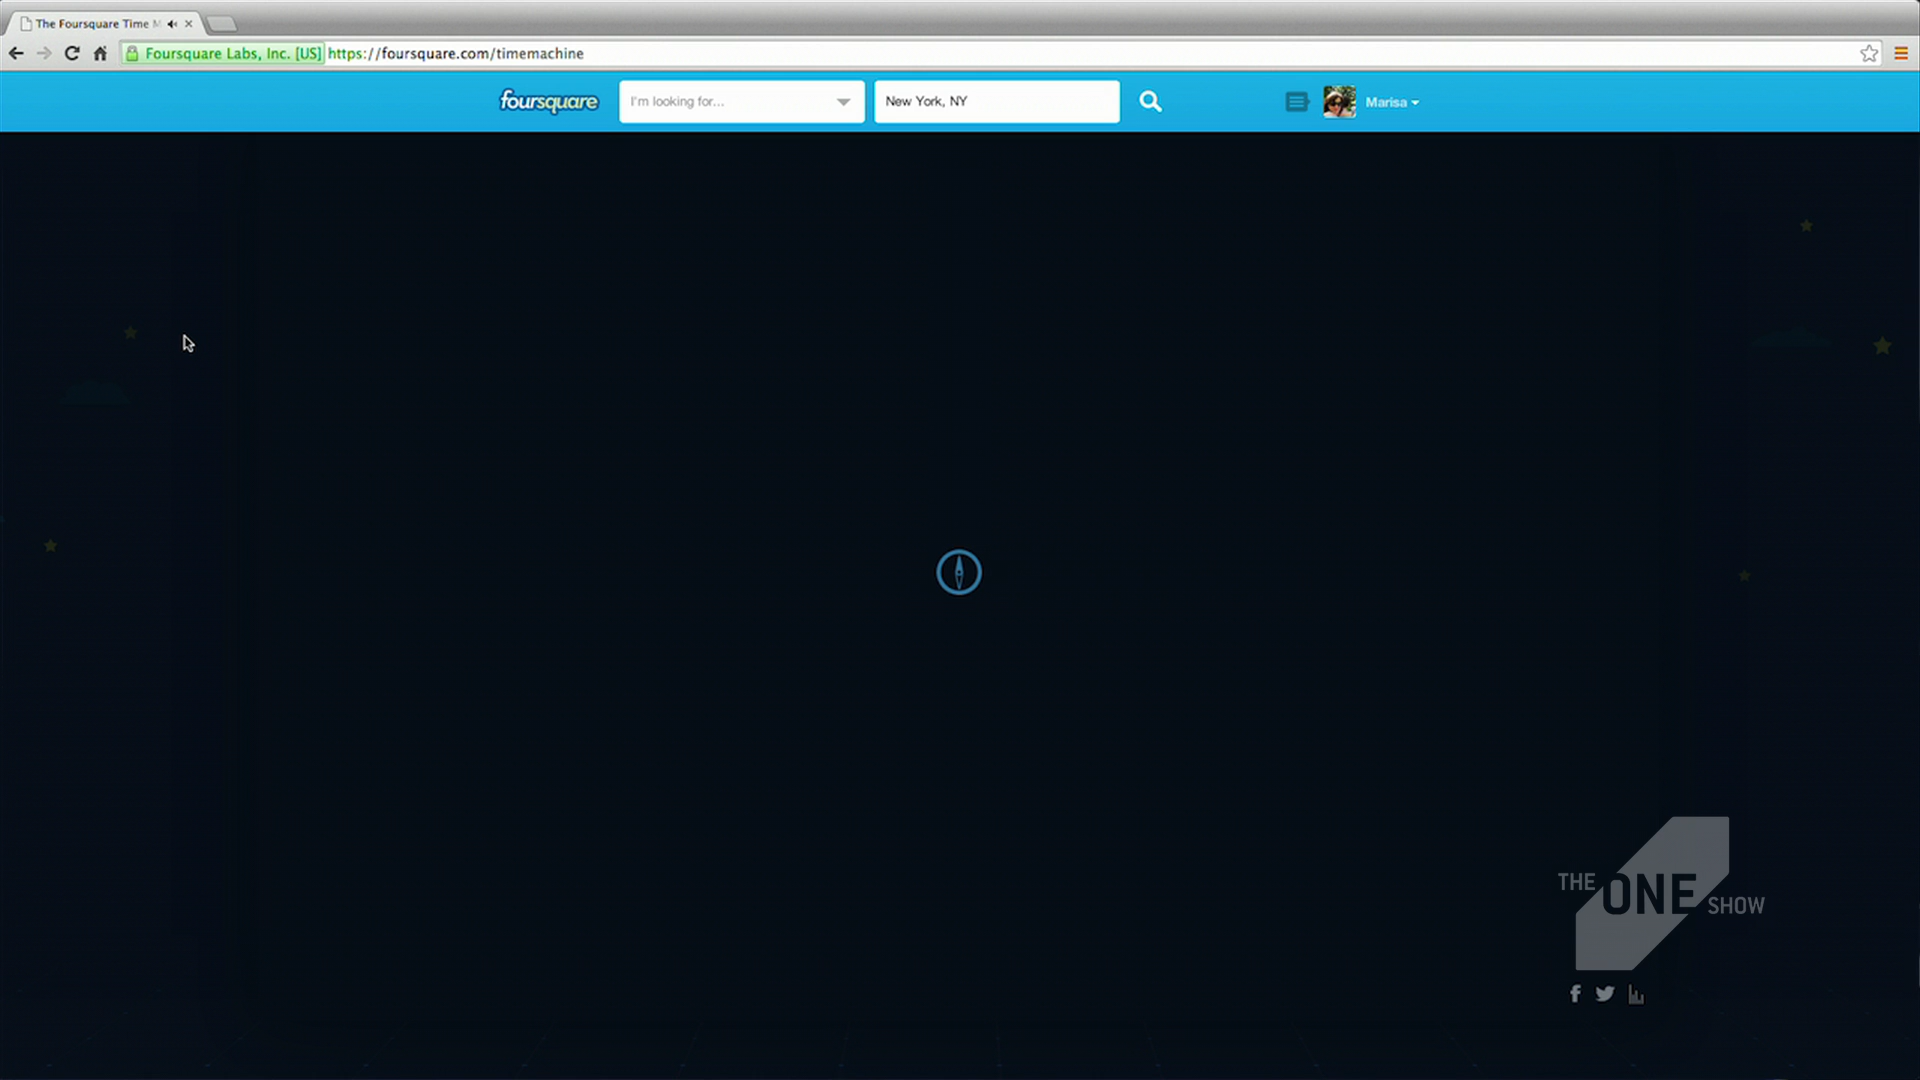 The Foursquare Time M
Foursquare Labs, Inc. [US] https://foursquare.com/timemachine
foursquare
I'm looking for...
New York, NY
Marisa
THE ONE SHOW